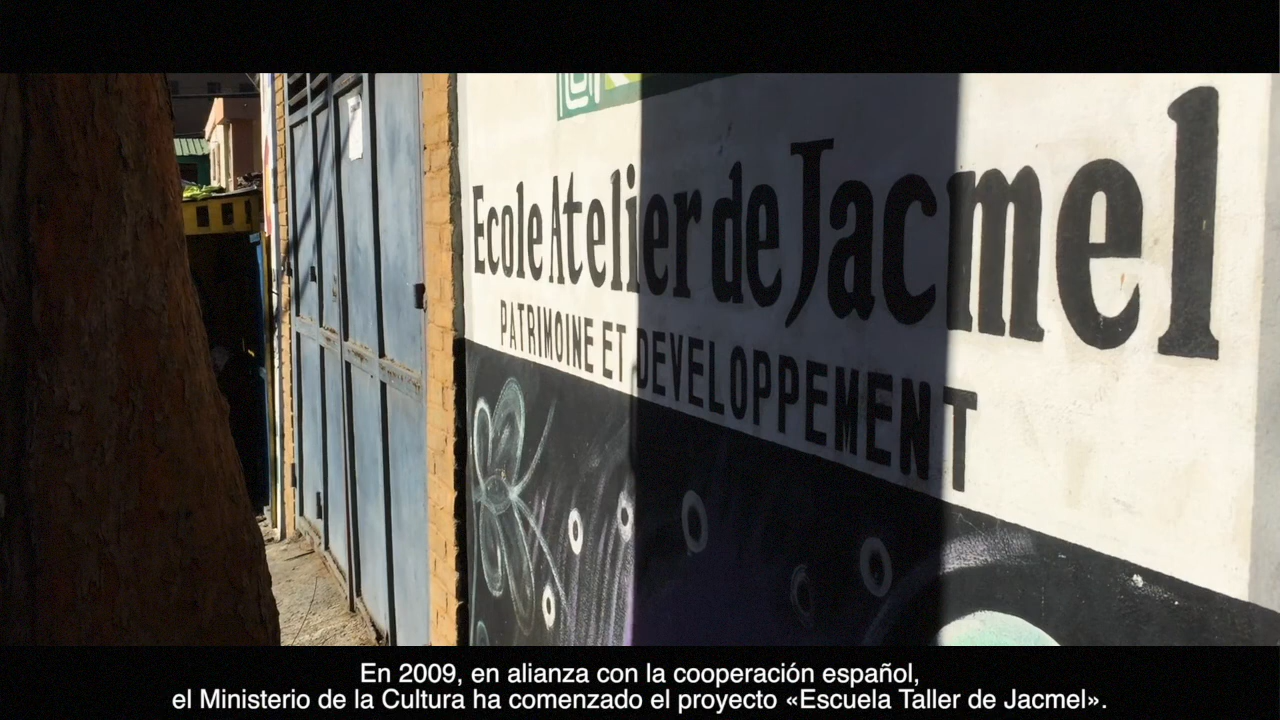 Ecole Atelier de Jacmel
PATRIMOINE ET DEVELOPPEMENT
En 2009, en alianza con la cooperación español,
el Ministerio de la Cultura ha comenzado el proyecto «Escuela Taller de Jacmel».